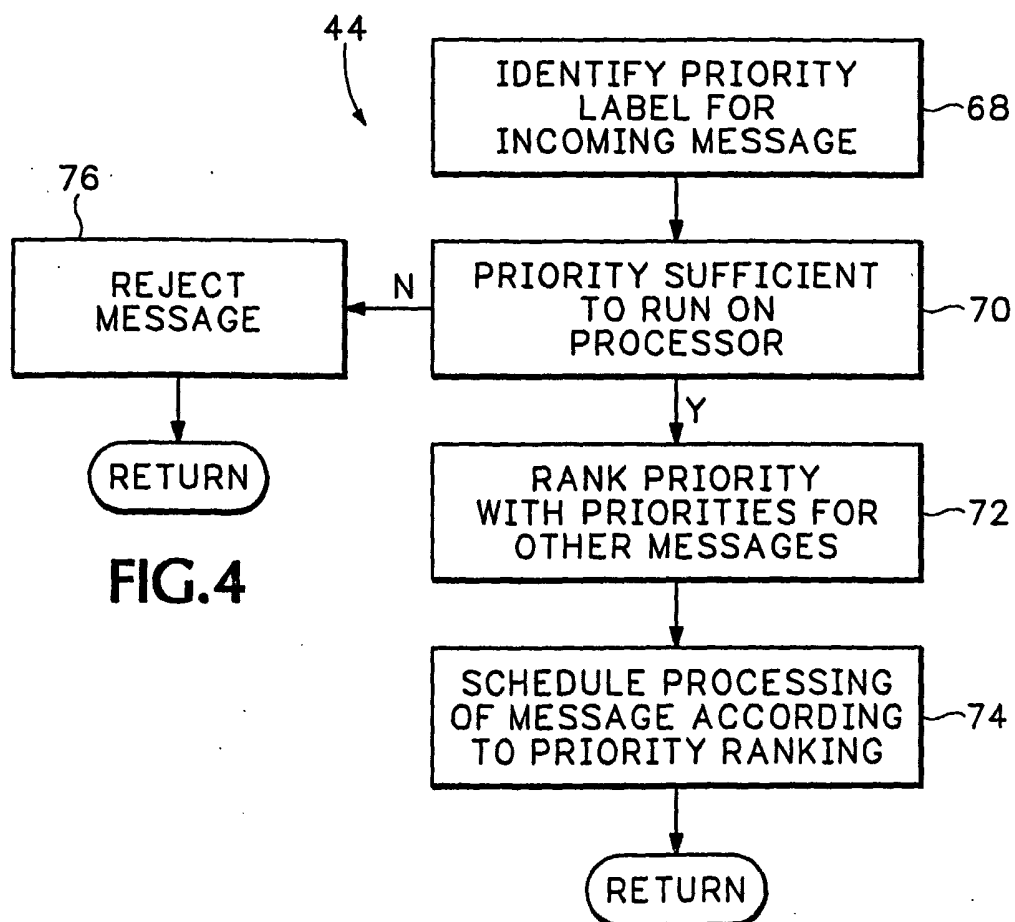 44
IDENTIFY PRIORITY
LABEL FOR
INCOMING MESSAGE
68
76
REJECT
MESSAGE
N
PRIORITY SUFFICIENT
TO RUN ON
PROCESSOR
70
RETURN
Y
RANK PRIORITY
WITH PRIORITIES FOR
OTHER MESSAGES
72
FIG.4
SCHEDULE PROCESSING
OF MESSAGE ACCORDING
TO PRIORITY RANKING
74
RETURN